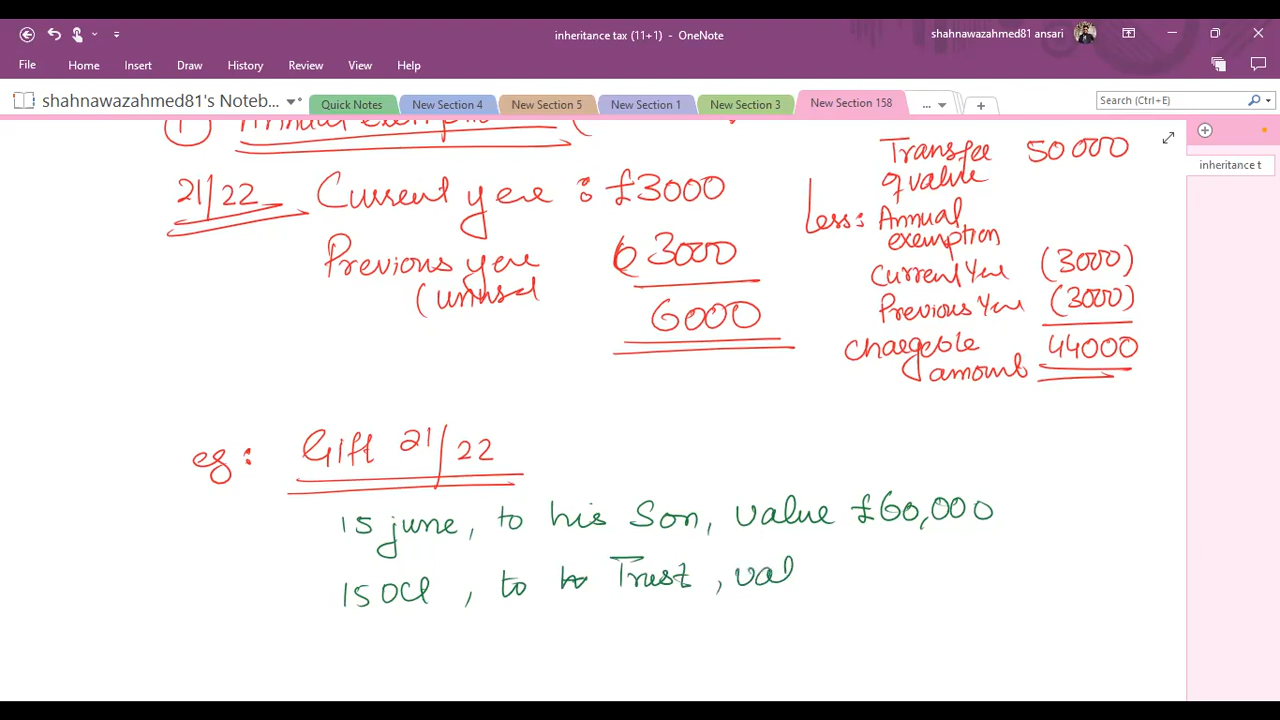 inheritance tax (11+1) - OneNote
shahnawazahmed81 ansari
File Home Insert Draw History Review View Help
shahnawazahmed81's Noteb...
Quick Notes New Section 4 New Section 5 New Section 1 New Section 3 New Section 158 ...
Search (Ctrl+E)
inheritance t
1 Annual exempti
21/22 Current year : £3000
Previous year 3000
(unused
6000
Transfer 50000
of value
Less: Annual
exemption
Current Year (3000)
Previous Year (3000)
Chargeable 44000
amount
eg: Gift 21/22
15 june, to his Son, value £60,000
15 Oct, to Trust, val